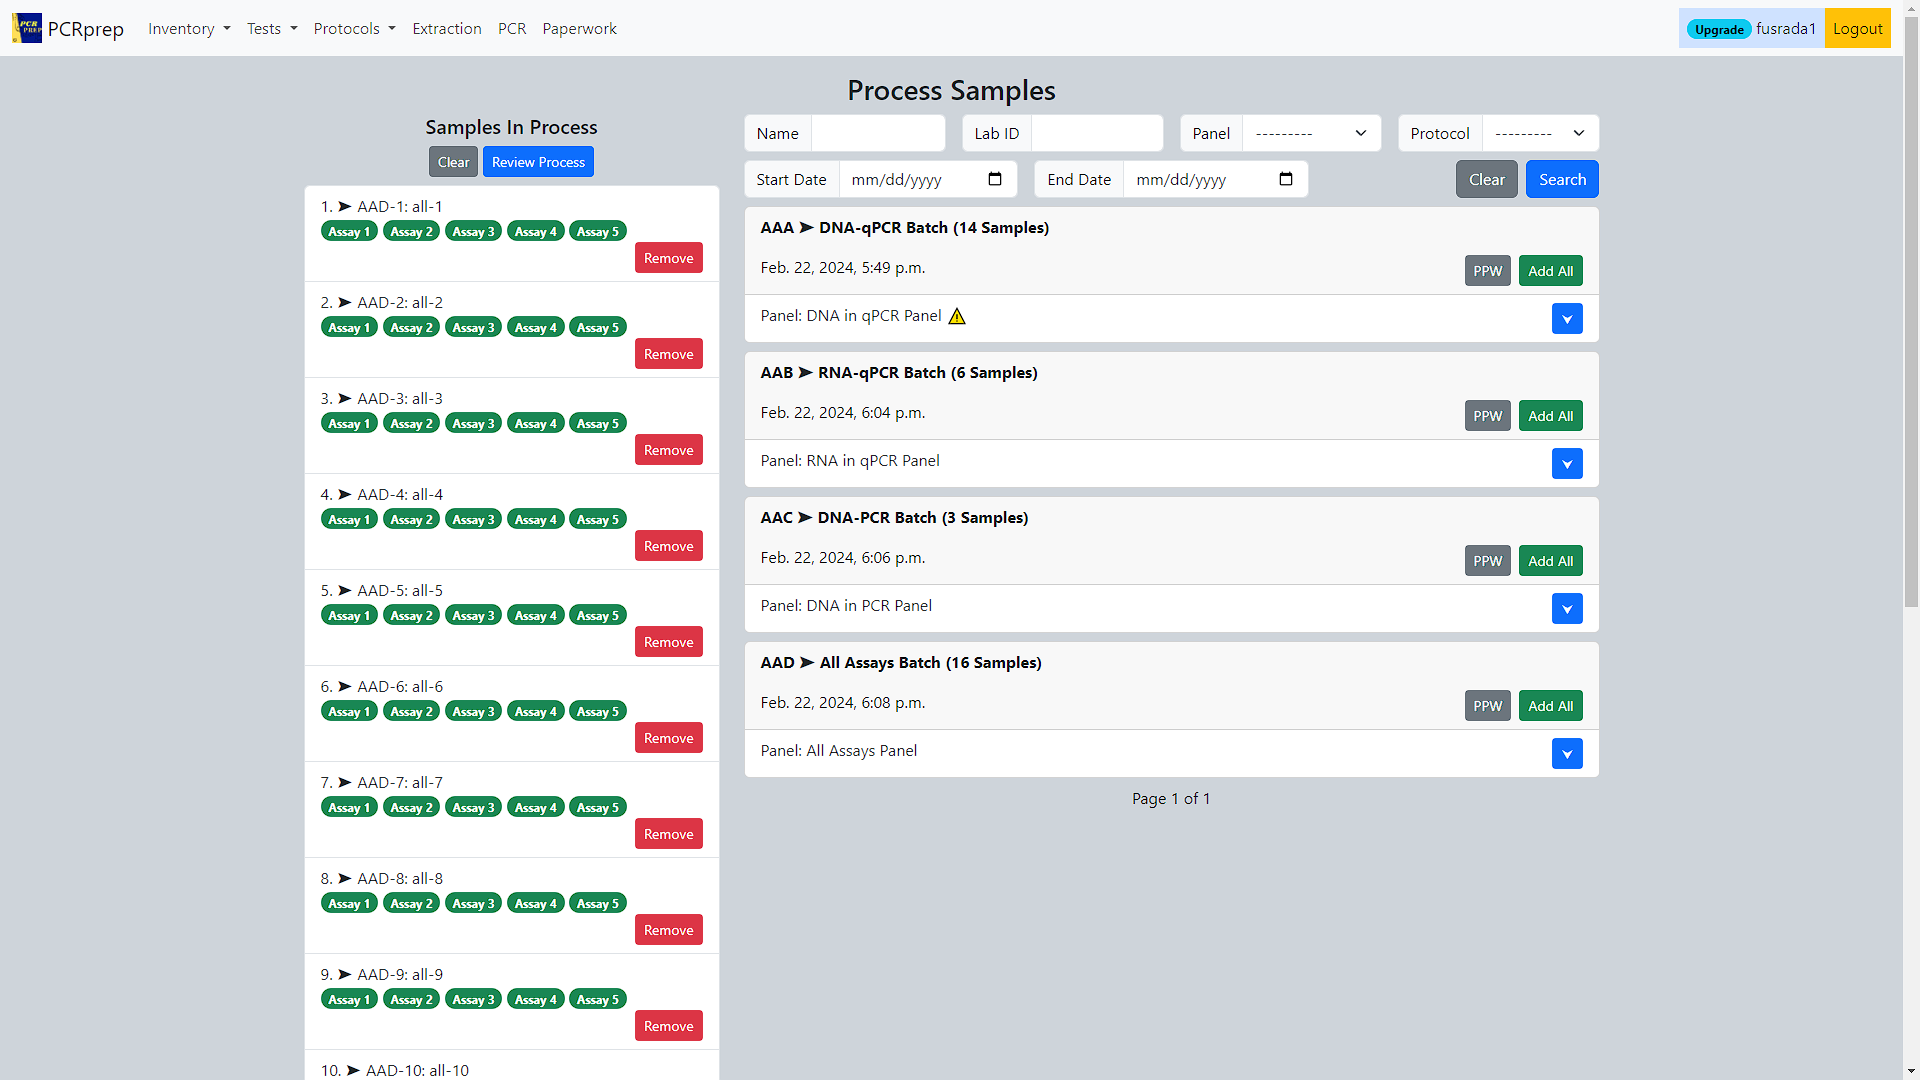 PCR PREP PCRprep Inventory Tests Protocols Extraction PCR Paperwork Upgrade fusrada1 Logout
Process Samples
Samples In Process
Clear Review Process
1. ➤ AAD-1: all-1
Assay 1 Assay 2 Assay 3 Assay 4 Assay 5
Remove
2. ➤ AAD-2: all-2
Assay 1 Assay 2 Assay 3 Assay 4 Assay 5
Remove
3. ➤ AAD-3: all-3
Assay 1 Assay 2 Assay 3 Assay 4 Assay 5
Remove
4. ➤ AAD-4: all-4
Assay 1 Assay 2 Assay 3 Assay 4 Assay 5
Remove
5. ➤ AAD-5: all-5
Assay 1 Assay 2 Assay 3 Assay 4 Assay 5
Remove
6. ➤ AAD-6: all-6
Assay 1 Assay 2 Assay 3 Assay 4 Assay 5
Remove
7. ➤ AAD-7: all-7
Assay 1 Assay 2 Assay 3 Assay 4 Assay 5
Remove
8. ➤ AAD-8: all-8
Assay 1 Assay 2 Assay 3 Assay 4 Assay 5
Remove
9. ➤ AAD-9: all-9
Assay 1 Assay 2 Assay 3 Assay 4 Assay 5
Remove
10. ➤ AAD-10: all-10
Name Lab ID Panel --------- Protocol ---------
Start Date mm/dd/yyyy End Date mm/dd/yyyy Clear Search
AAA ➤ DNA-qPCR Batch (14 Samples)
Feb. 22, 2024, 5:49 p.m. PPW Add All
Panel: DNA in qPCR Panel ⚠
AAB ➤ RNA-qPCR Batch (6 Samples)
Feb. 22, 2024, 6:04 p.m. PPW Add All
Panel: RNA in qPCR Panel
AAC ➤ DNA-PCR Batch (3 Samples)
Feb. 22, 2024, 6:06 p.m. PPW Add All
Panel: DNA in PCR Panel
AAD ➤ All Assays Batch (16 Samples)
Feb. 22, 2024, 6:08 p.m. PPW Add All
Panel: All Assays Panel
Page 1 of 1